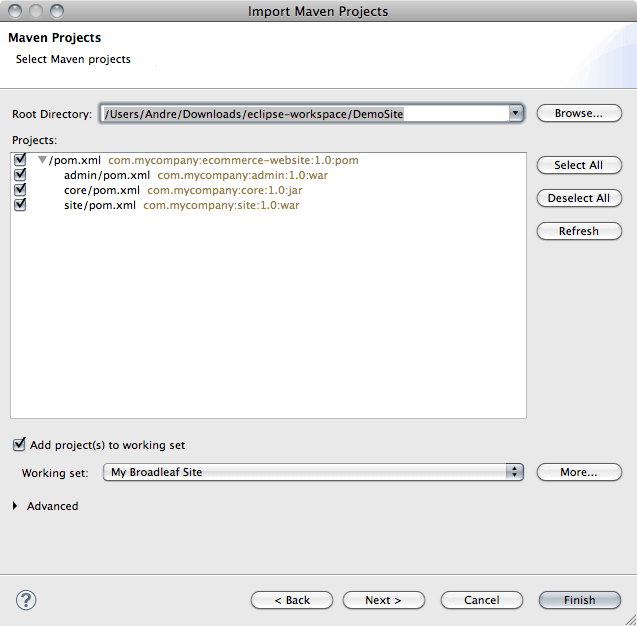 Import Maven Projects
Maven Projects
Select Maven projects
Root Directory: /Users/Andre/Downloads/eclipse-workspace/DemoSite Browse...
Projects:
/pom.xml com.mycompany:ecommerce-website:1.0:pom
admin/pom.xml com.mycompany:admin:1.0:war
core/pom.xml com.mycompany:core:1.0:jar
site/pom.xml com.mycompany:site:1.0:war
Select All
Deselect All
Refresh
Add project(s) to working set
Working set: My Broadleaf Site More...
Advanced
? < Back Next > Cancel Finish